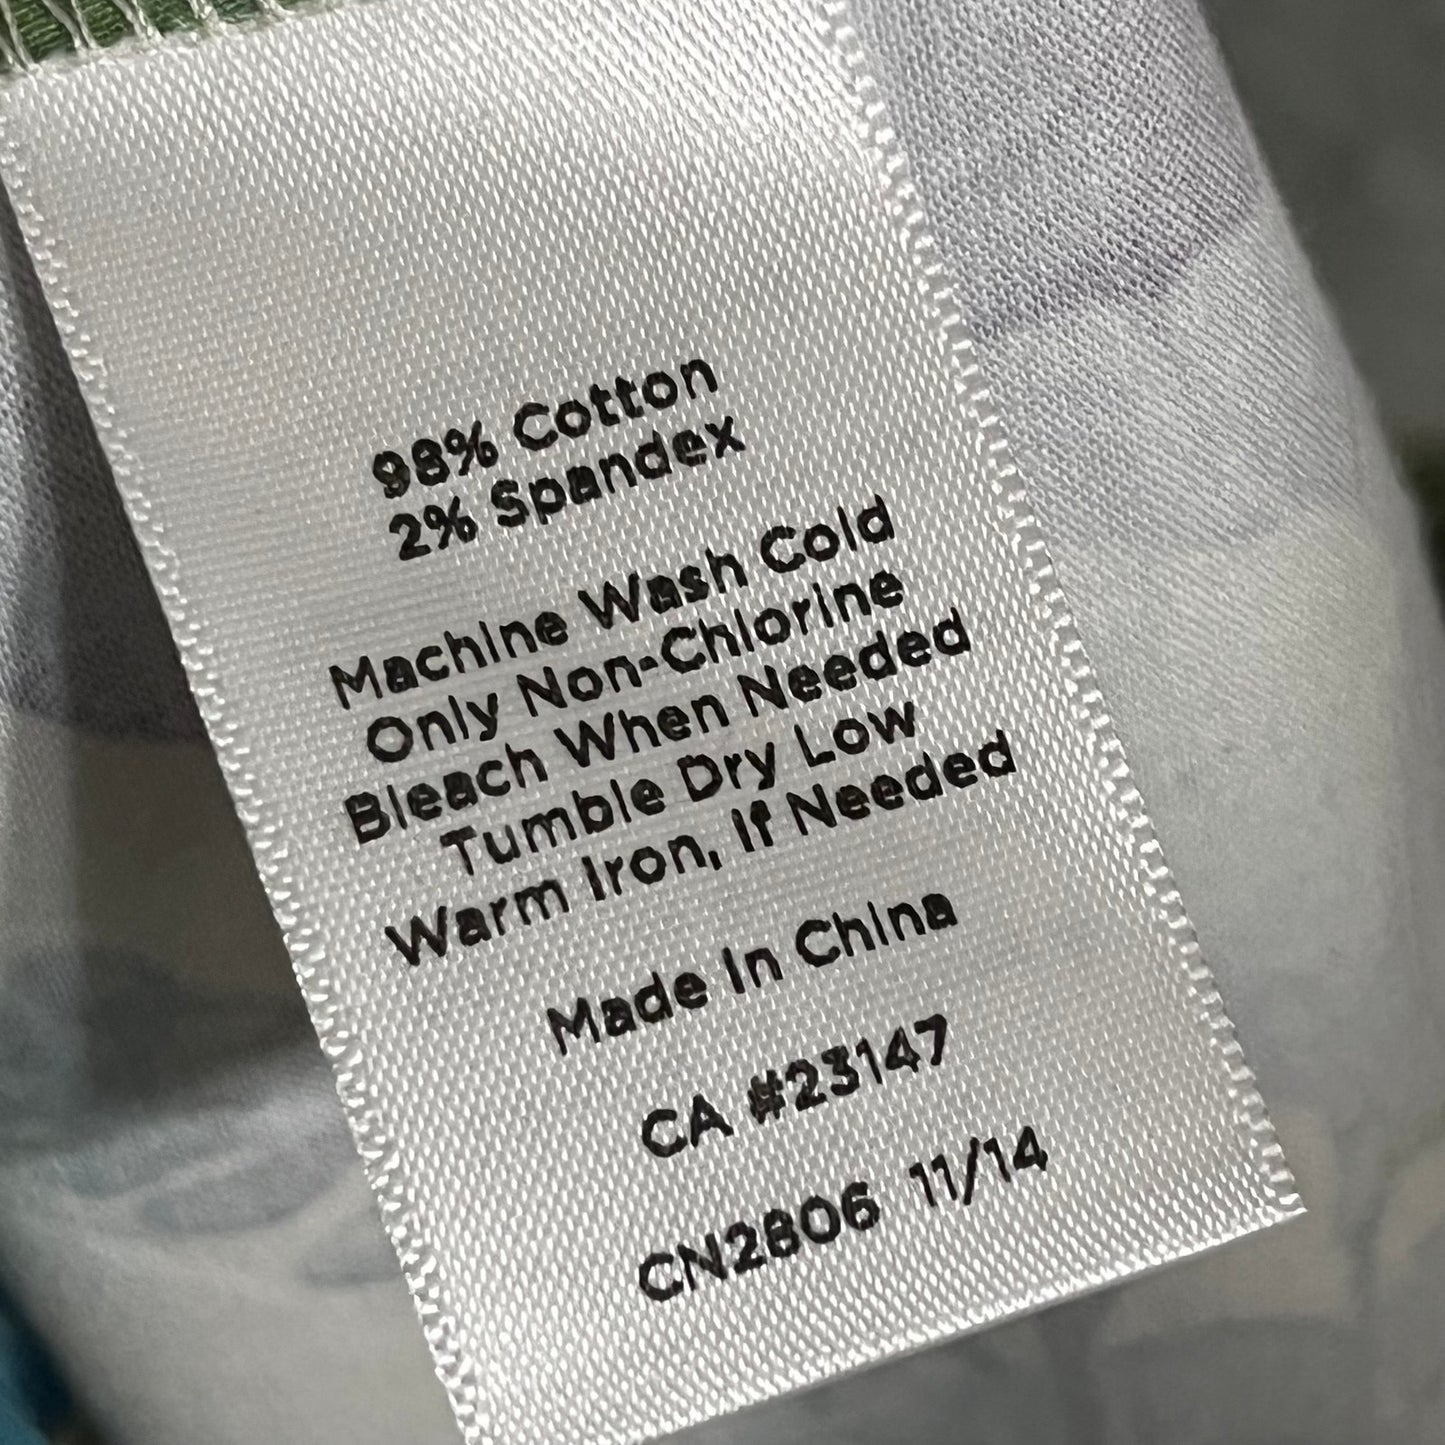 98% Cotton
2% Spandex
Machine Wash Cold
Only Non-Chlorine
Bleach When Needed
Tumble Dry Low
Warm Iron, If Needed
Made In China
CA #23147
CN2806 11/14